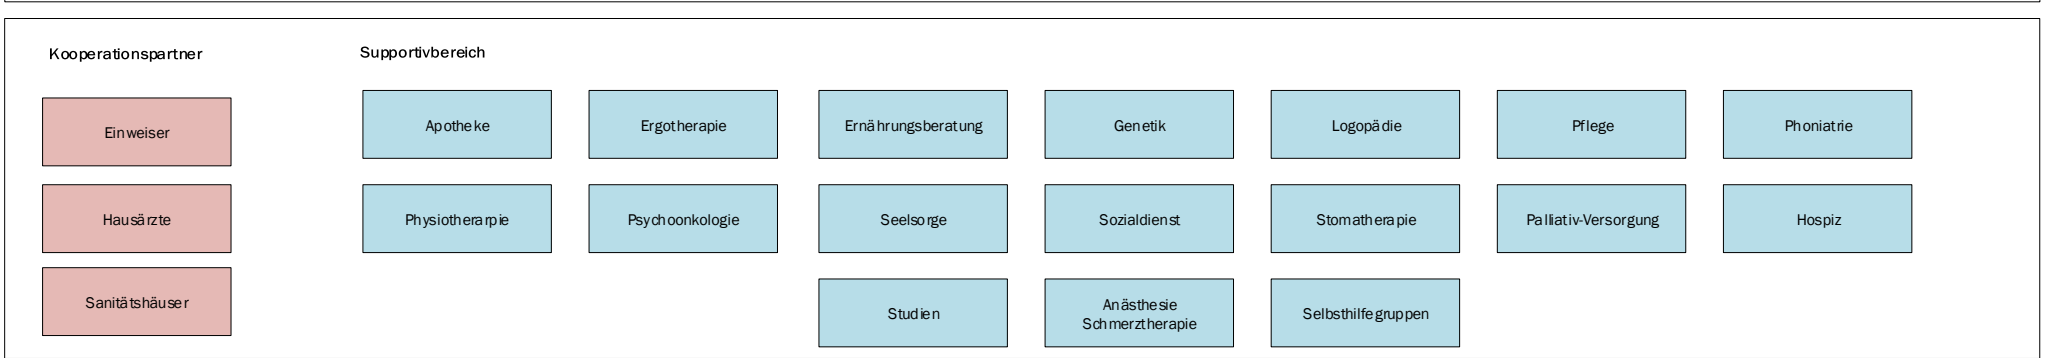 Kooperationspartner
Supportivbereich
Einweiser
Apotheke
Ergotherapie
Ernährungsberatung
Genetik
Logopädie
Pflege
Phoniatrie
Hausärzte
Physiotherarpie
Psychoonkologie
Seelsorge
Sozialdienst
Stomatherapie
Palliativ-Versorgung
Hospiz
Sanitätshäuser
Studien
Anästhesie
Schmerztherapie
Selbsthilfegruppen